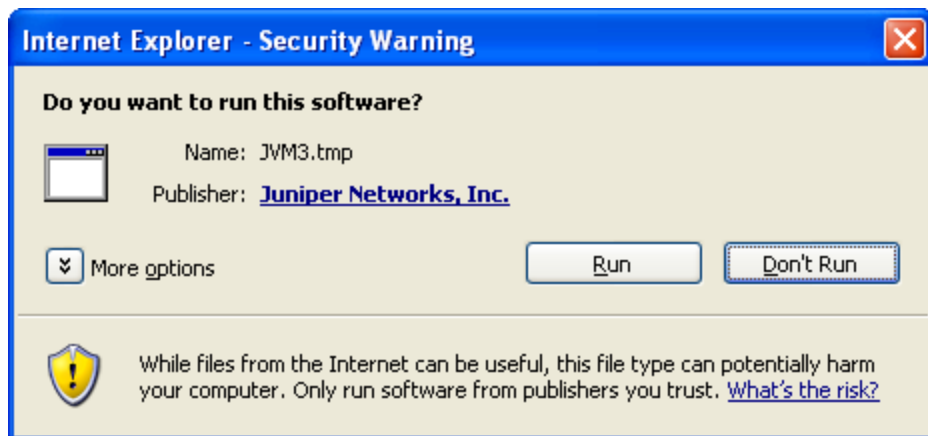 Internet Explorer - Security Warning
Do you want to run this software?
Name: JVM3.tmp
Publisher: Juniper Networks, Inc.
More options
Run
Don't Run
While files from the Internet can be useful, this file type can potentially harm
your computer. Only run software from publishers you trust. What's the risk?